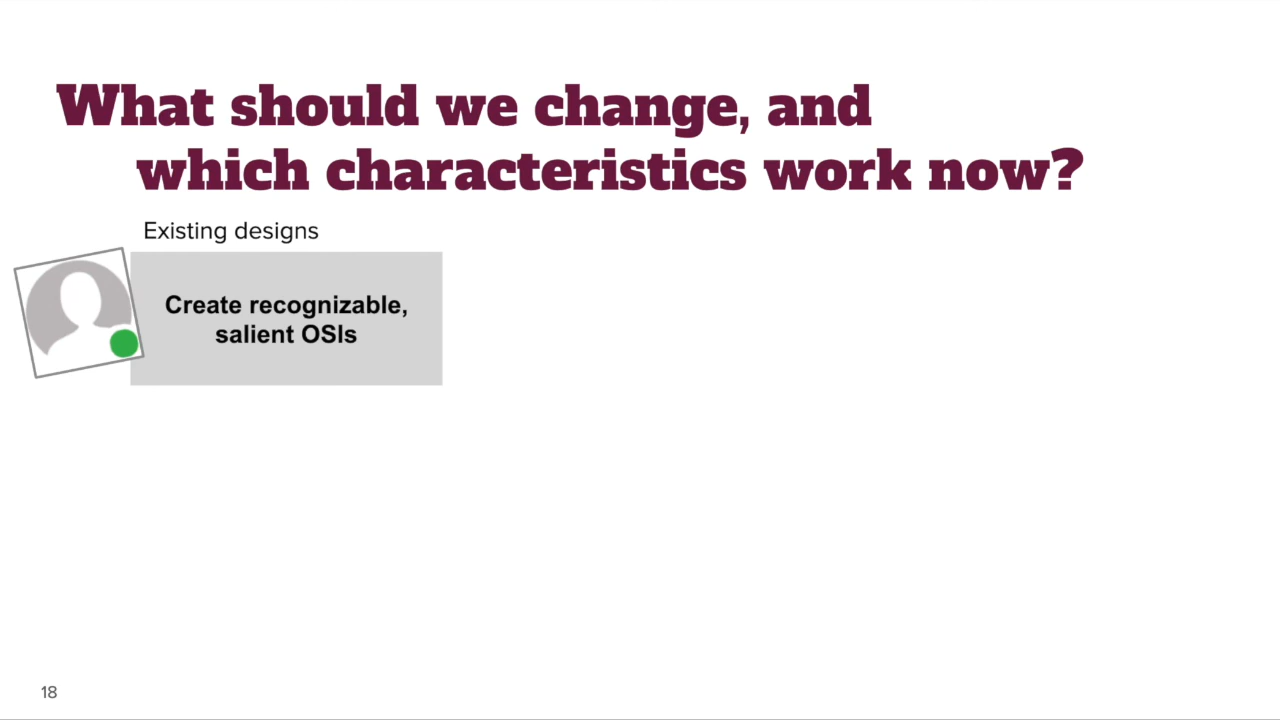 What should we change, and
which characteristics work now?
Existing designs
Create recognizable,
salient OSIs
18